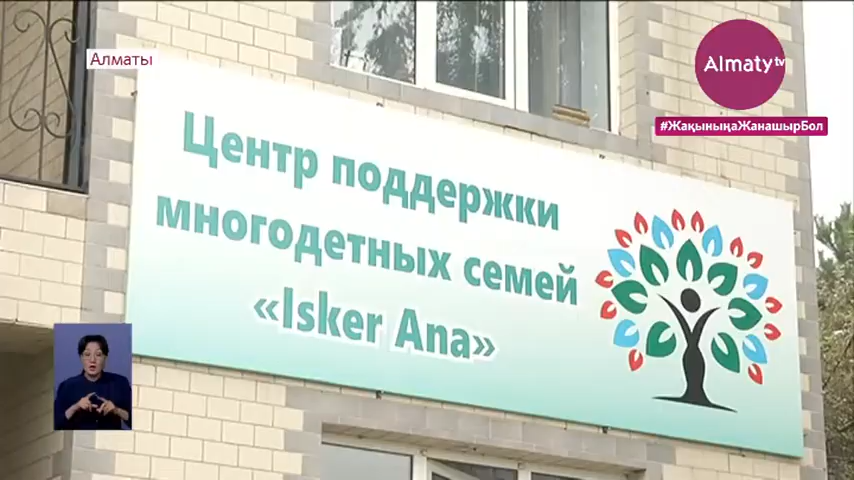 Алматы
Almaty tv
#ЖақыныңаЖанашырБол
Центр поддержки
многодетных семей
«Isker Ana»